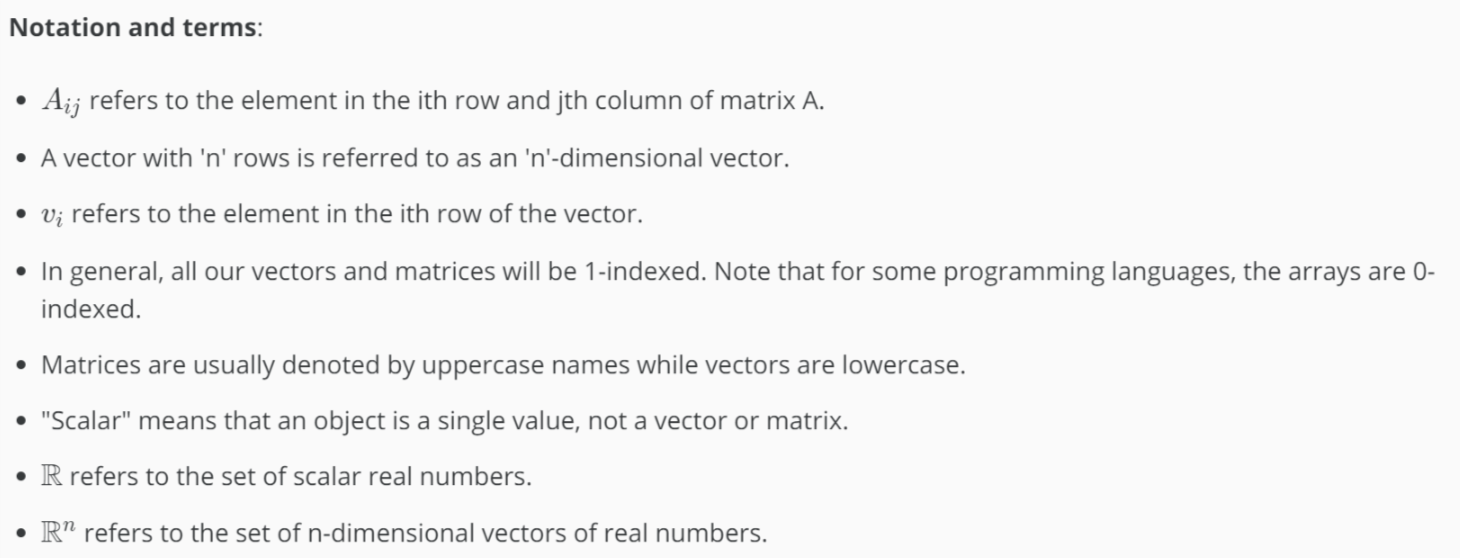 Notation and terms:
• A_{ij} refers to the element in the ith row and jth column of matrix A.
• A vector with 'n' rows is referred to as an 'n'-dimensional vector.
• v_i refers to the element in the ith row of the vector.
• In general, all our vectors and matrices will be 1-indexed. Note that for some programming languages, the arrays are 0-
indexed.
• Matrices are usually denoted by uppercase names while vectors are lowercase.
• "Scalar" means that an object is a single value, not a vector or matrix.
• ℝ refers to the set of scalar real numbers.
• ℝⁿ refers to the set of n-dimensional vectors of real numbers.